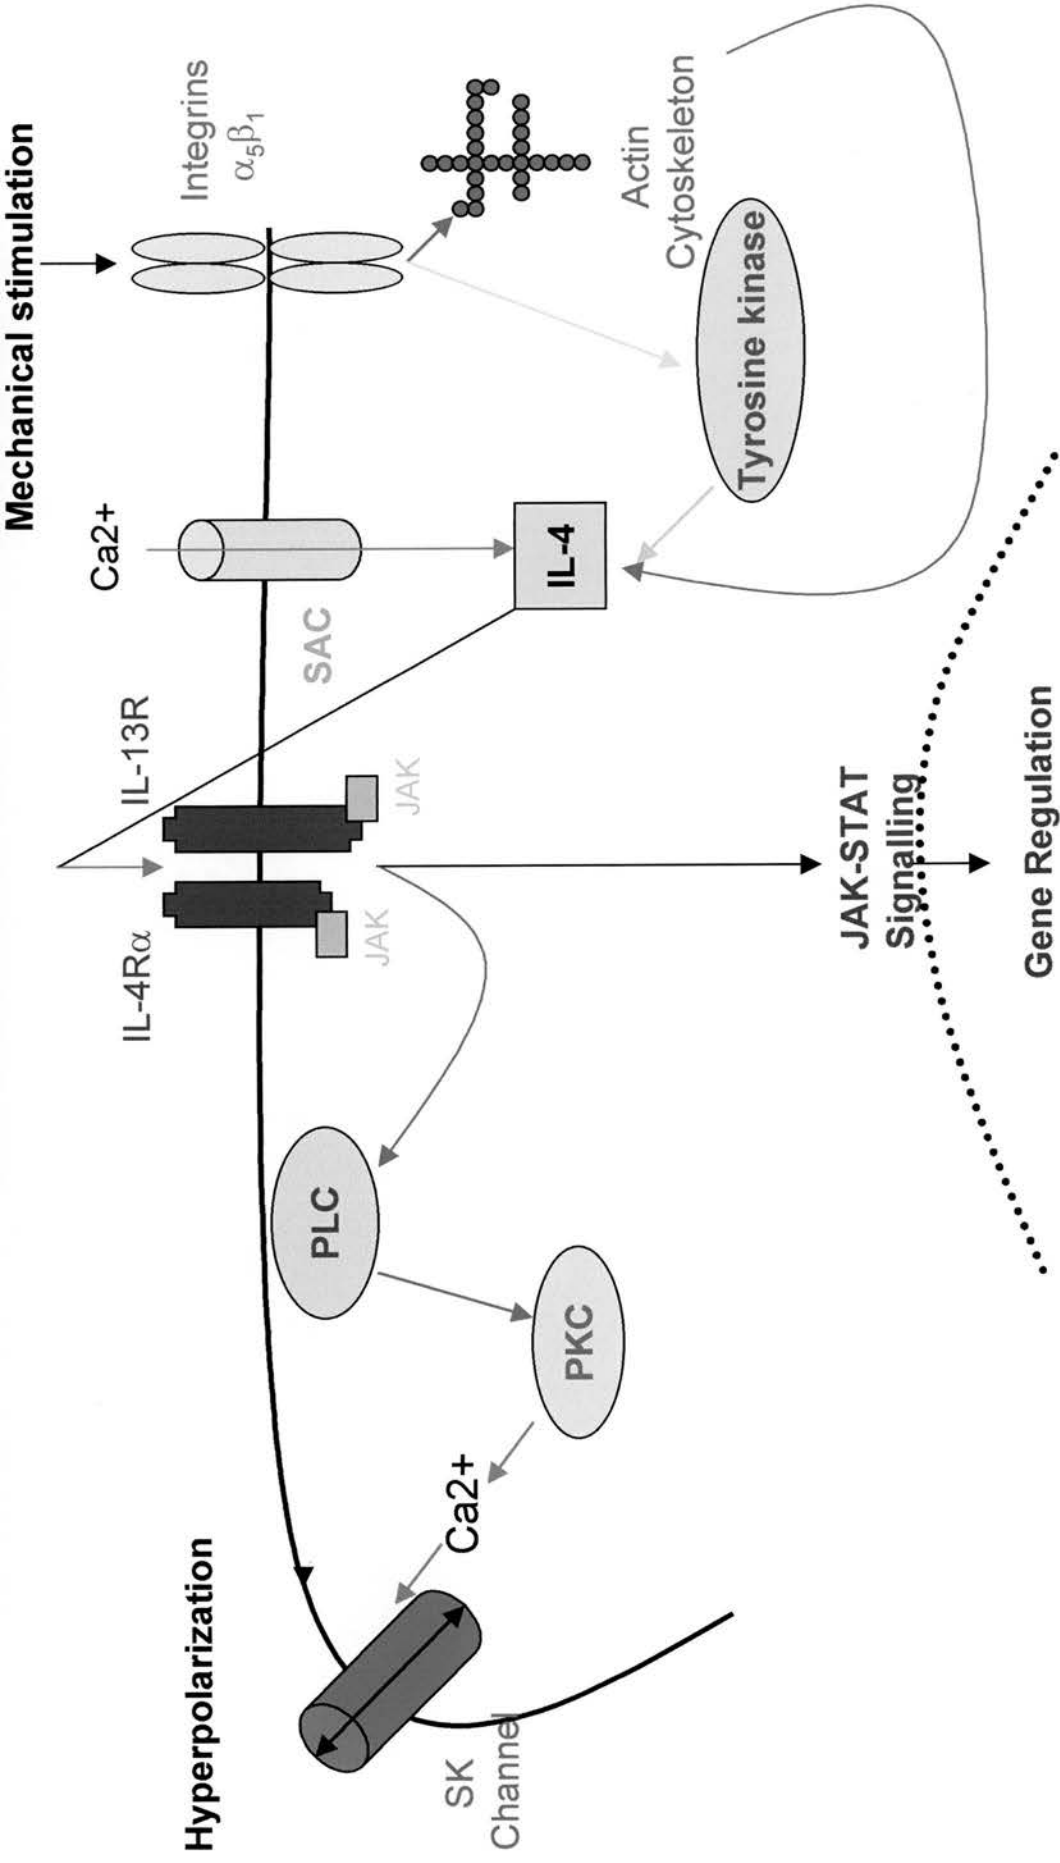 Hyperpolarization
Mechanical stimulation
IL-4Rα
IL-13R
Ca2+
Integrins
α5β1
SAC
JAK
JAK
PLC
SK
Channel
Ca2+
PKC
IL-4
Actin
Cytoskeleton
Tyrosine kinase
JAK-STAT
Signalling
Gene Regulation